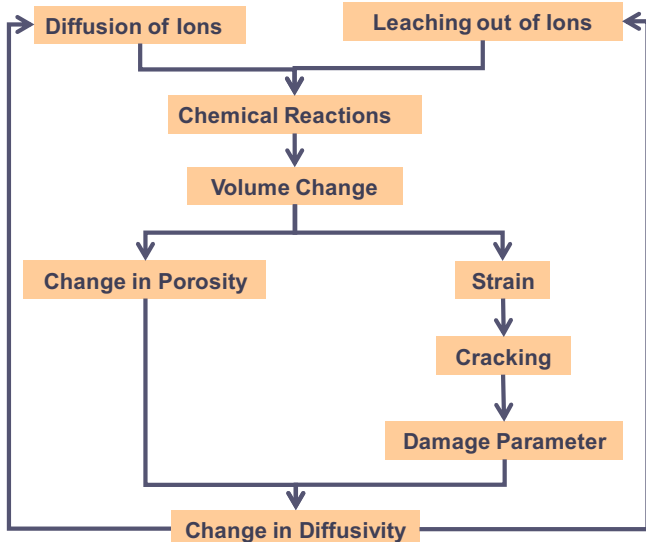 Diffusion of Ions
Leaching out of Ions
Chemical Reactions
Volume Change
Change in Porosity
Strain
Cracking
Damage Parameter
Change in Diffusivity